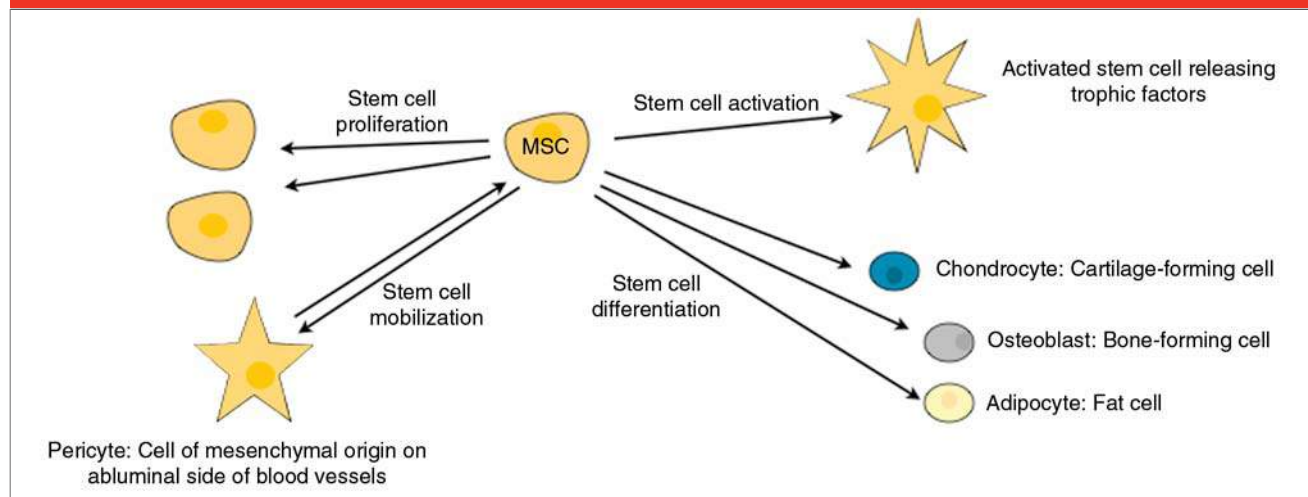 Stem cell
proliferation
MSC
Stem cell activation
Activated stem cell releasing
trophic factors
Stem cell
mobilization
Stem cell
differentiation
Chondrocyte: Cartilage-forming cell
Osteoblast: Bone-forming cell
Adipocyte: Fat cell
Pericyte: Cell of mesenchymal origin on
abluminal side of blood vessels